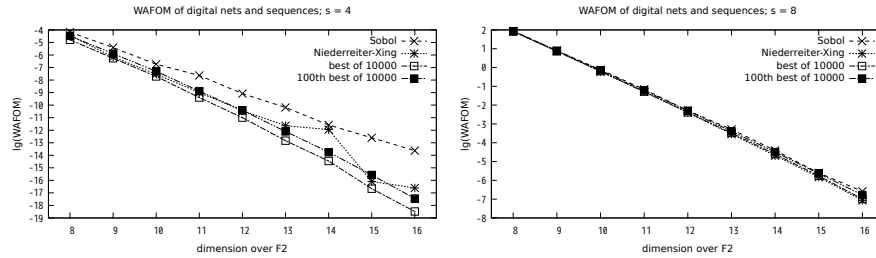 WAFOM of digital nets and sequences; s = 4
lg(WAFOM)
-4
-5
-6
-7
-8
-9
-10
-11
-12
-13
-14
-15
-16
-17
-18
-19
Sobol
Niederreiter-Xing
best of 10000
100th best of 10000
8 9 10 11 12 13 14 15 16
dimension over F2
WAFOM of digital nets and sequences; s = 8
lg(WAFOM)
2
1
0
-1
-2
-3
-4
-5
-6
-7
-8
Sobol
Niederreiter-Xing
best of 10000
100th best of 10000
8 9 10 11 12 13 14 15 16
dimension over F2